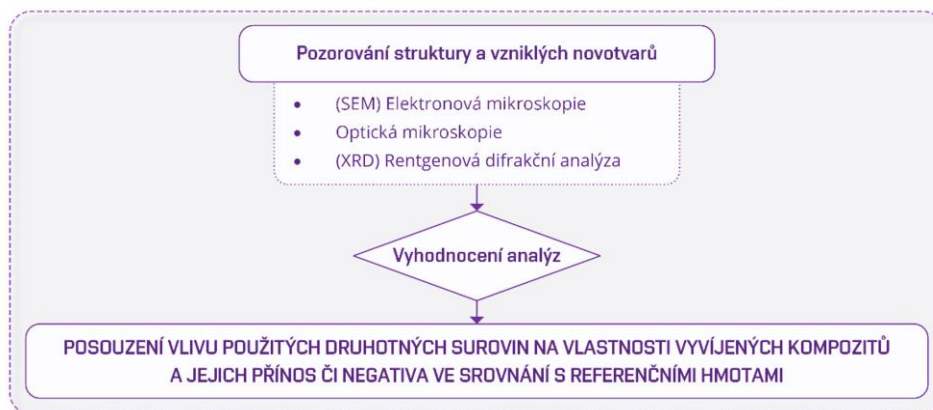 Pozorování struktury a vzniklých novotvarů
• (SEM) Elektronová mikroskopie
• Optická mikroskopie
• (XRD) Rentgenová difrakční analýza
Vyhodnocení analýz
POSOUZENÍ VLIVU POUŽITÝCH DRUHOTNÝCH SUROVIN NA VLASTNOSTI VYVÍJENÝCH KOMPOZITŮ
A JEJICH PŘÍNOS ČI NEGATIVA VE SROVNÁNÍ S REFERENČNÍMI HMOTAMI